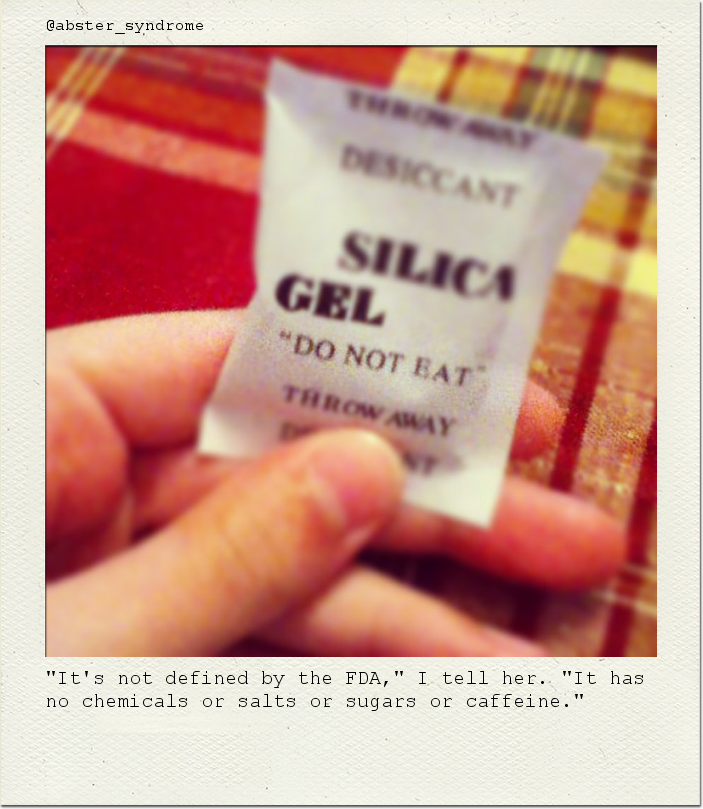 @abster_syndrome
THROW AWAY
DESICCANT
SILICA
GEL
"DO NOT EAT"
THROW AWAY
"It's not defined by the FDA," I tell her. "It has
no chemicals or salts or sugars or caffeine."